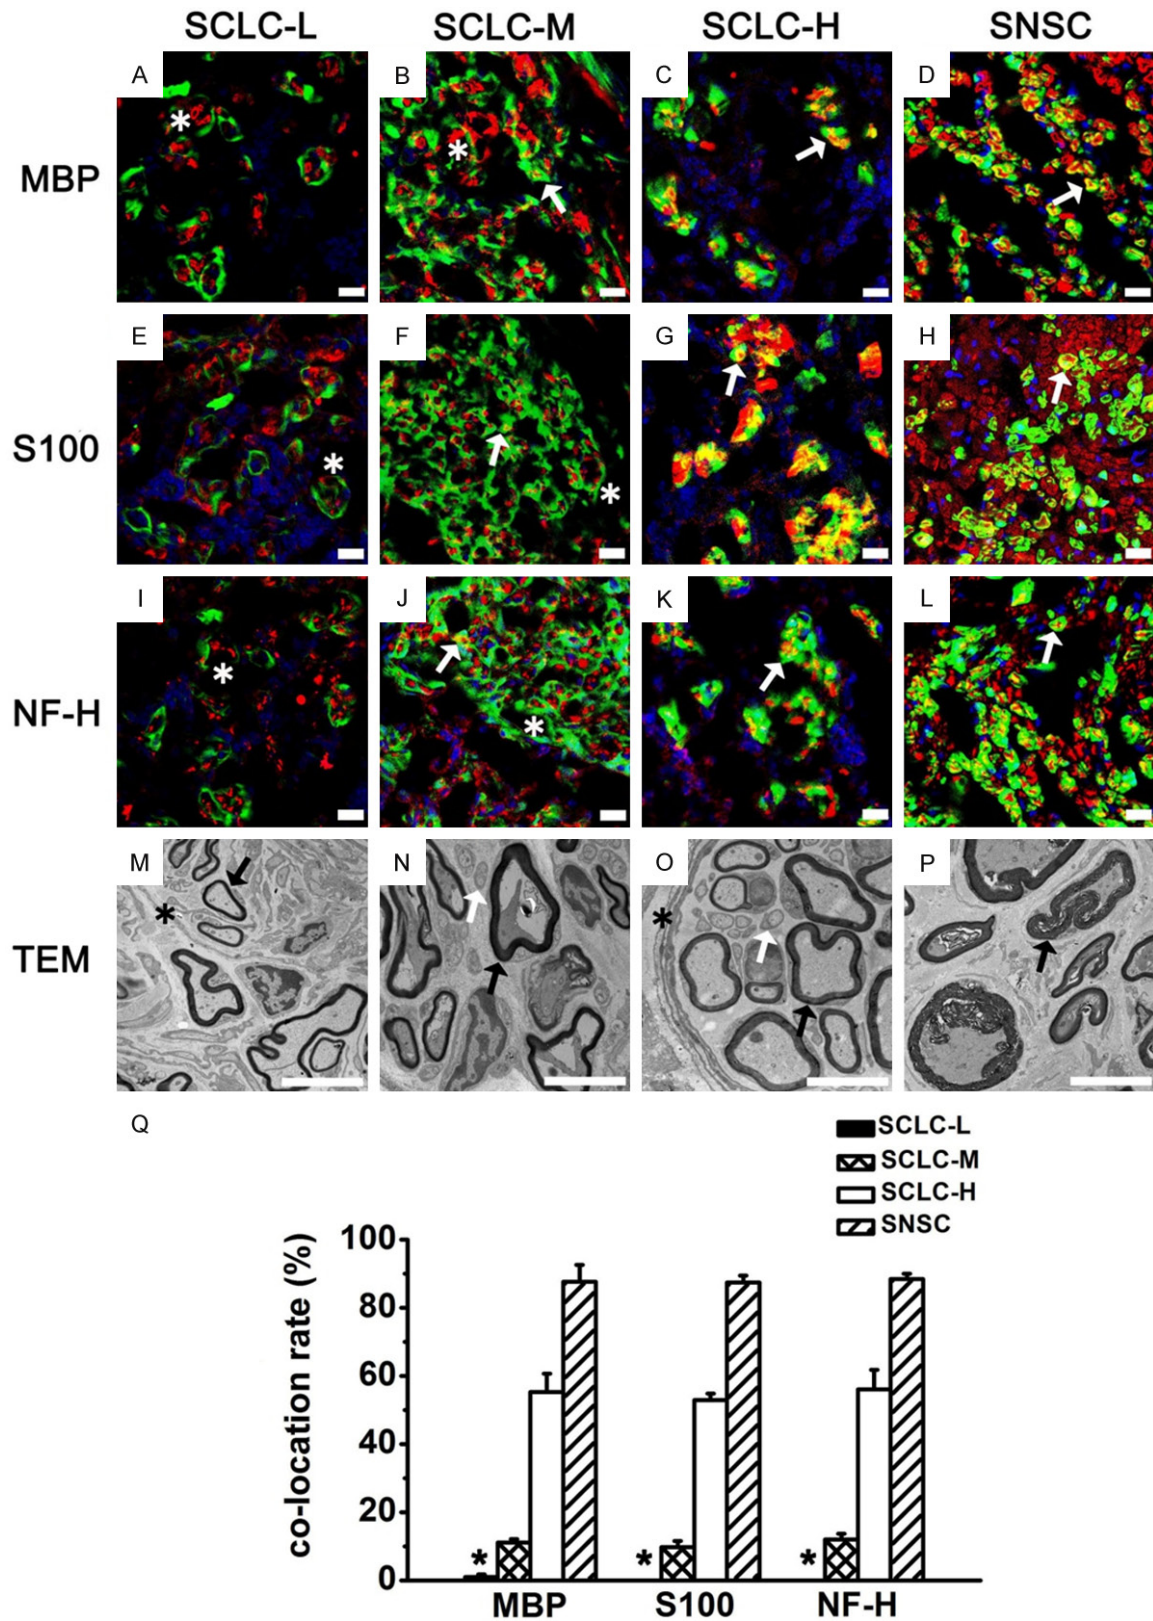 SCLC-L SCLC-M SCLC-H SNSC
A B C D
MBP
E F G H
S100
I J K L
NF-H
M N O P
TEM
Q
SCLC-L
SCLC-M
SCLC-H
SNSC
co-location rate (%)
100
80
60
40
20
0
* * *
MBP S100 NF-H